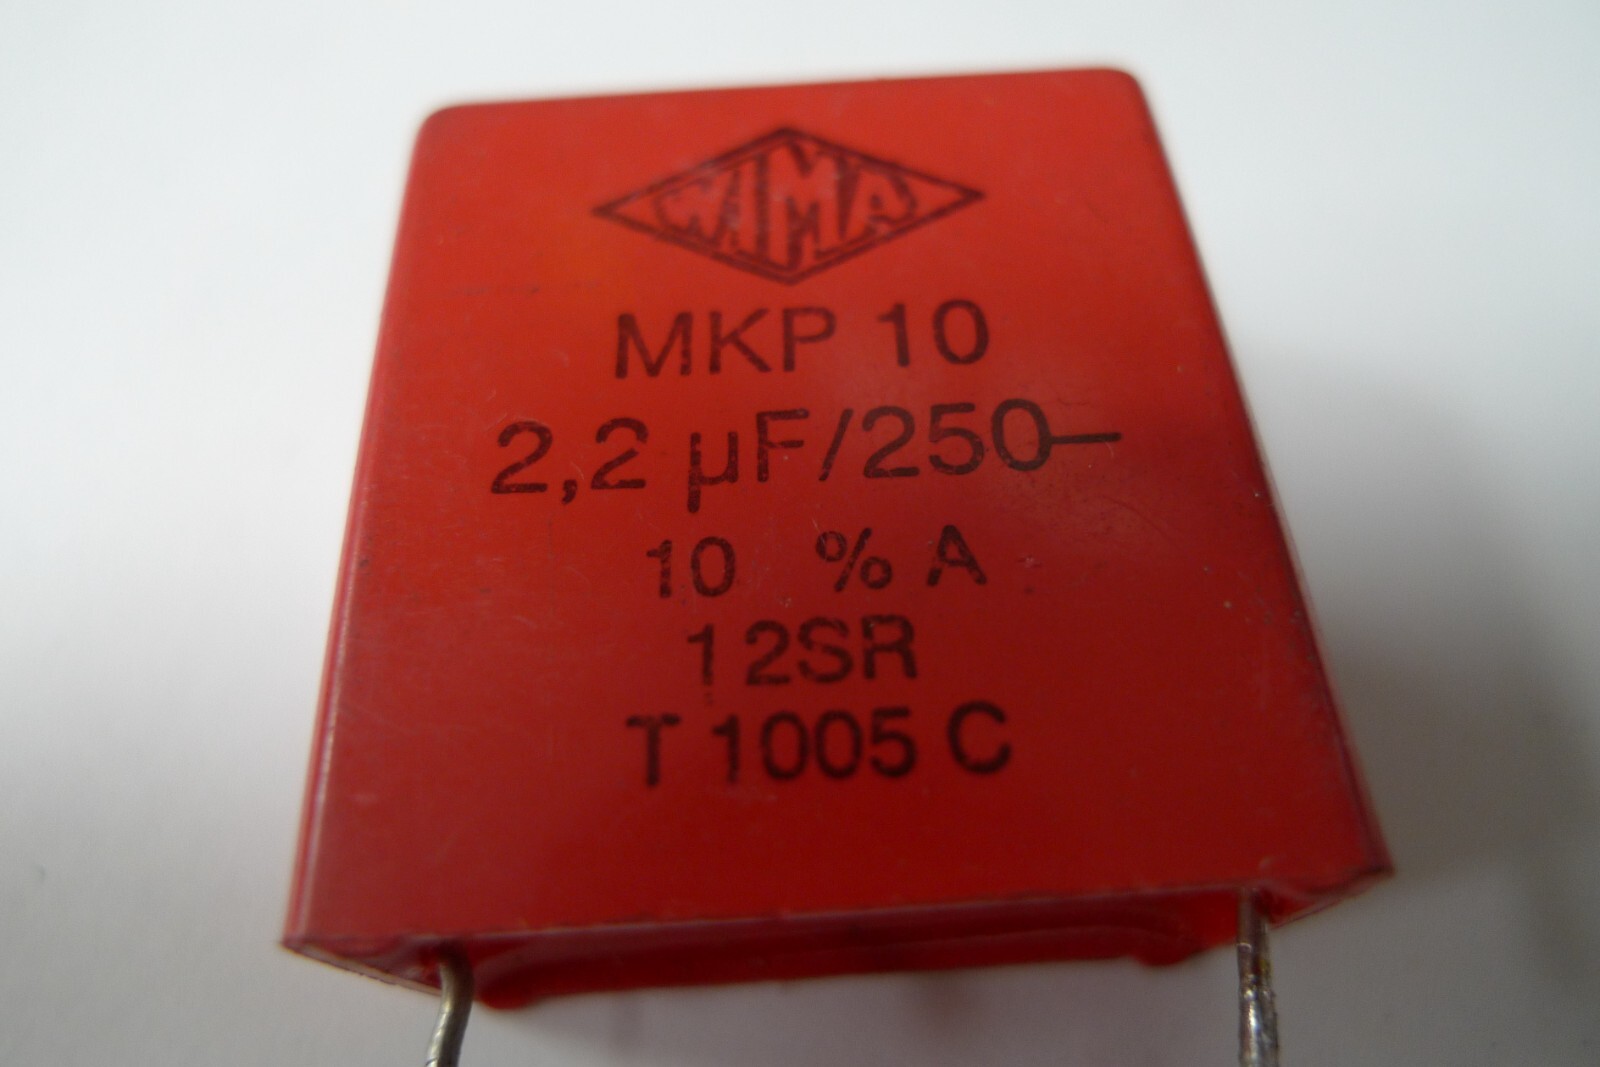 WIMA
MKP 10
2,2 µF/250–
10 % A
12SR
T 1005 C